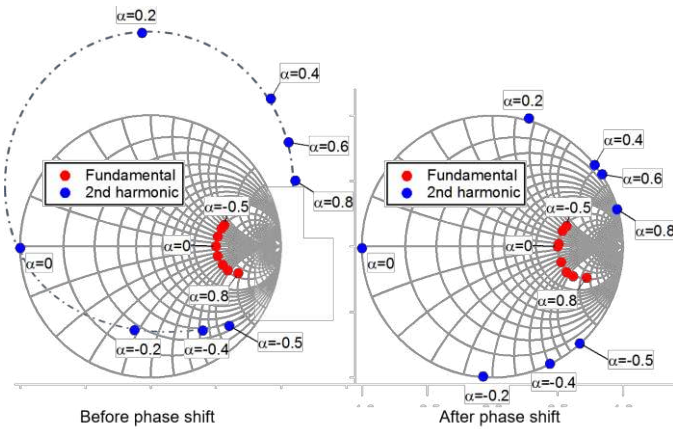 α=0.2
α=0.4
α=0.6
α=0.8
Fundamental
2nd harmonic
α=-0.5
α=0
α=0
α=0.8
α=-0.2
α=-0.4
α=-0.5
Before phase shift
α=0.2
α=0.4
α=0.6
α=0.8
Fundamental
2nd harmonic
α=-0.5
α=0
α=0
α=0.8
α=-0.5
α=-0.4
α=-0.2
After phase shift